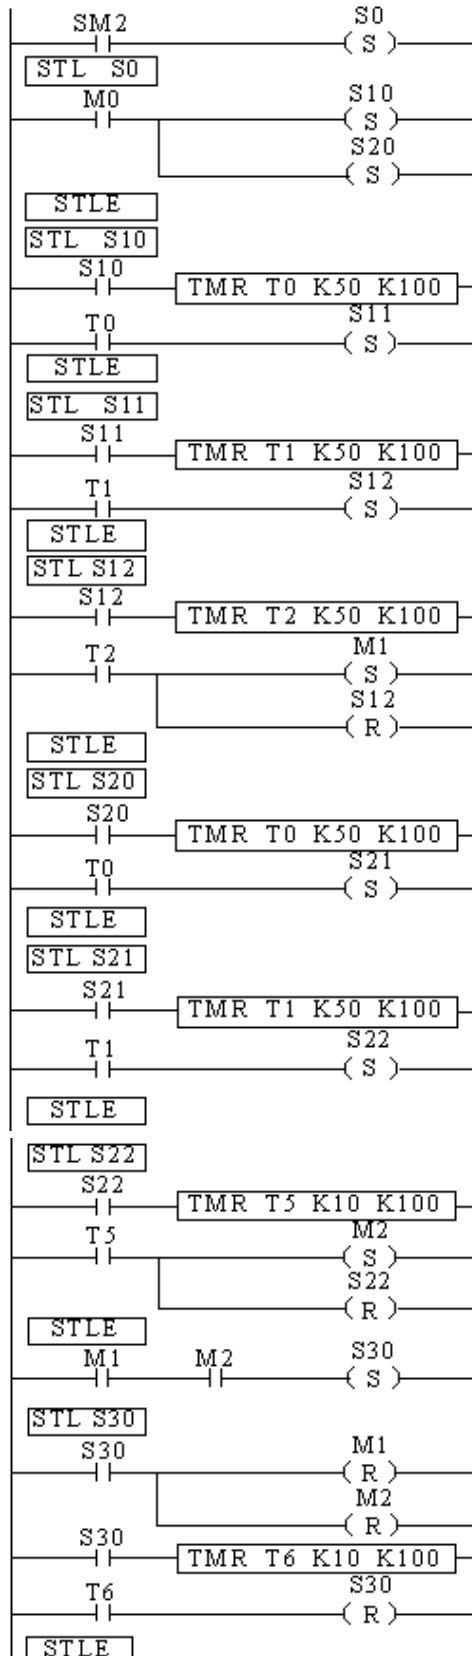 SM2 S0
( S )
STL S0
M0 S10
( S )
S20
( S )
STLE
STL S10
S10
TMR T0 K50 K100
T0 S11
( S )
STLE
STL S11
S11
TMR T1 K50 K100
T1 S12
( S )
STLE
STL S12
S12
TMR T2 K50 K100
T2 M1
( S )
S12
( R )
STLE
STL S20
S20
TMR T0 K50 K100
T0 S21
( S )
STLE
STL S21
S21
TMR T1 K50 K100
T1 S22
( S )
STLE
STL S22
S22
TMR T5 K10 K100
T5 M2
( S )
S22
( R )
STLE
M1 M2 S30
( S )
STL S30
S30 M1
( R )
M2
( R )
S30
TMR T6 K10 K100
T6 S30
( R )
STLE